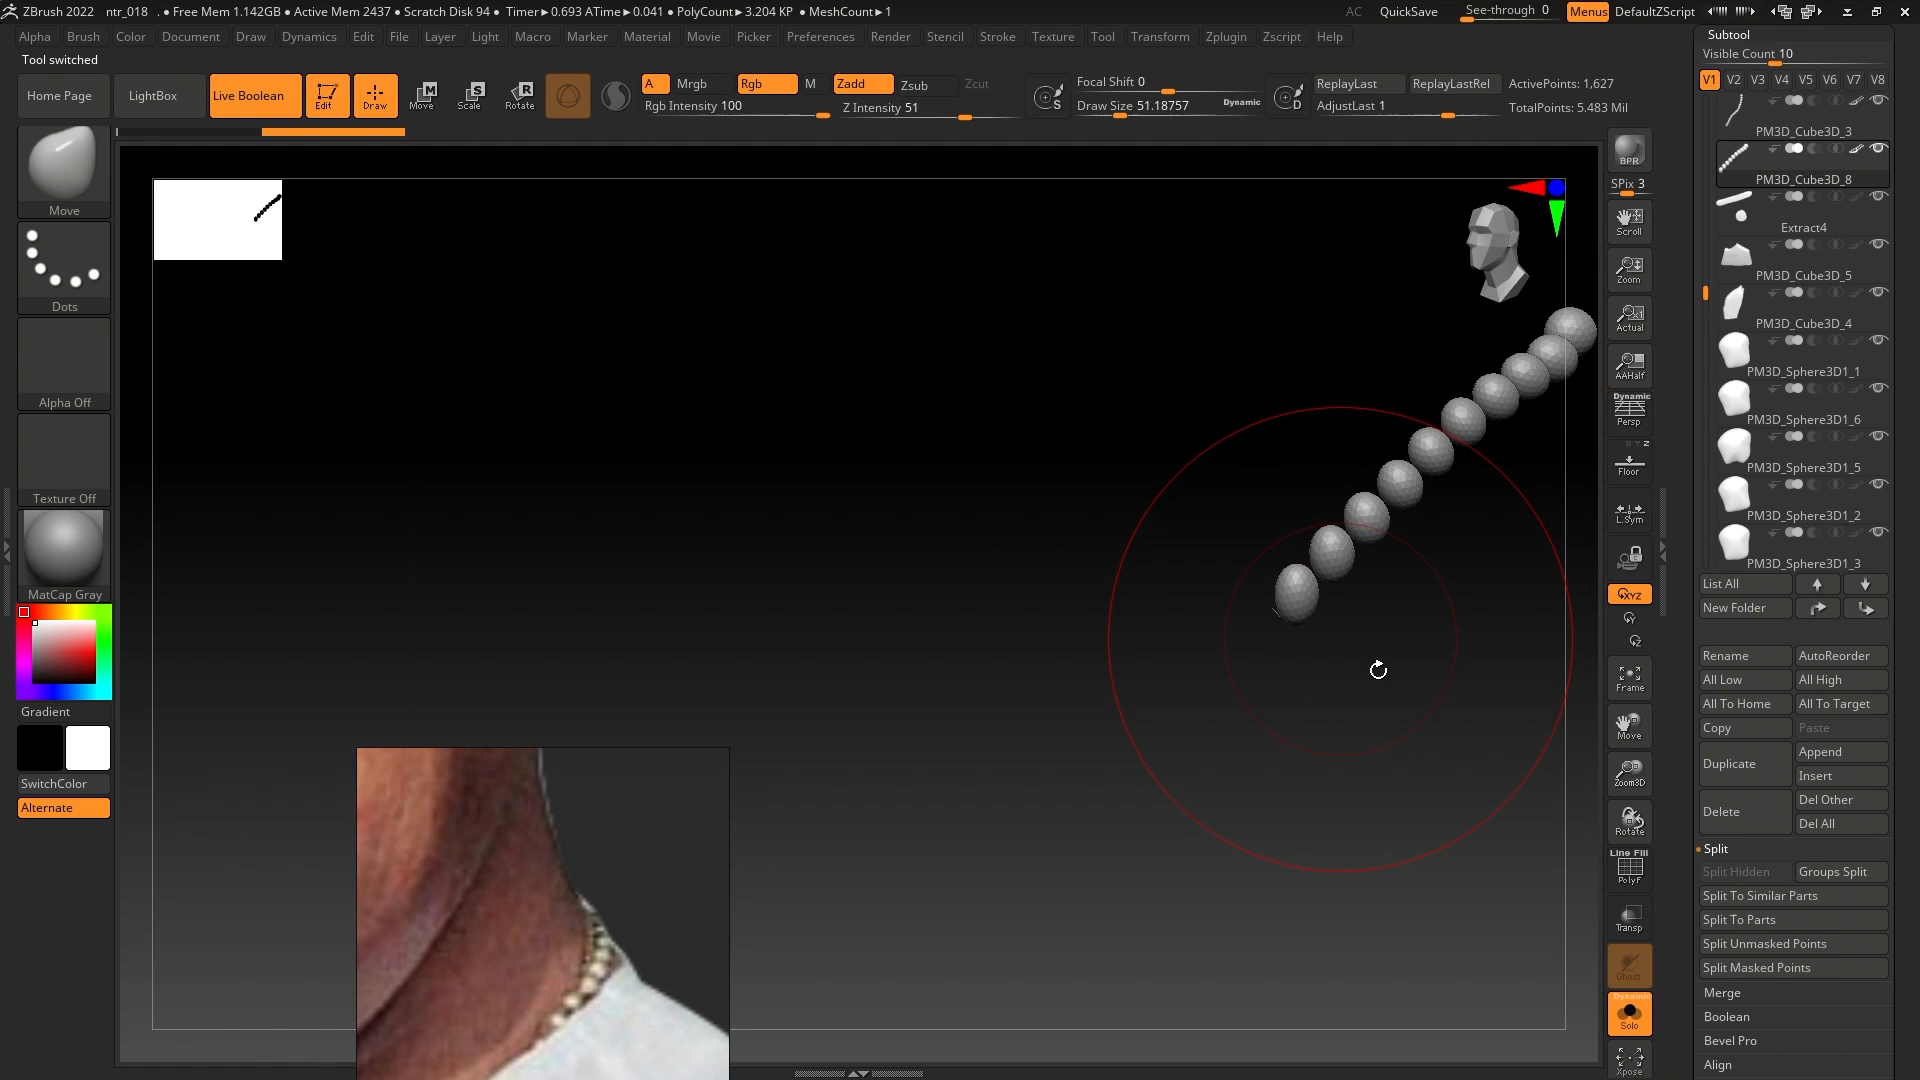 ZBrush 2022 ntr_018 . ● Free Mem 1.142GB ● Active Mem 2437 ● Scratch Disk 94 ● Timer►0.693 ATime►0.041 ● PolyCount►3.204 KP ● MeshCount►1 AC QuickSave See-through 0 Menus DefaultZScript
Alpha Brush Color Document Draw Dynamics Edit File Layer Light Macro Marker Material Movie Picker Preferences Render Stencil Stroke Texture Tool Transform Zplugin Zscript Help
Tool switched
Home Page LightBox Live Boolean Edit Draw Move Scale Rotate
A Mrgb Rgb M Zadd Zsub Zcut
Rgb Intensity 100 Z Intensity 51
Focal Shift 0
Draw Size 51.18757 Dynamic
ReplayLast ReplayLastRel ActivePoints: 1,627
AdjustLast 1 TotalPoints: 5.483 Mil
Move
Dots
Alpha Off
Texture Off
MatCap Gray
Gradient
SwitchColor
Alternate
BPR
SPix 3
Scroll
Zoom
Actual
AAHalf
Dynamic
Persp
Floor
L.Sym
XYZ
Frame
Move
Zoom3D
Rotate
Line Fill
PolyF
Transp
Ghost
Dynamic
Solo
Xpose
Subtool
Visible Count 10
V1 V2 V3 V4 V5 V6 V7 V8
PM3D_Cube3D_3
PM3D_Cube3D_8
Extract4
PM3D_Cube3D_5
PM3D_Cube3D_4
PM3D_Sphere3D1_1
PM3D_Sphere3D1_6
PM3D_Sphere3D1_5
PM3D_Sphere3D1_2
PM3D_Sphere3D1_3
List All
New Folder
Rename AutoReorder
All Low All High
All To Home All To Target
Copy Paste
Duplicate Append
Insert
Delete Del Other
Del All
Split
Split Hidden Groups Split
Split To Similar Parts
Split To Parts
Split Unmasked Points
Split Masked Points
Merge
Boolean
Bevel Pro
Align